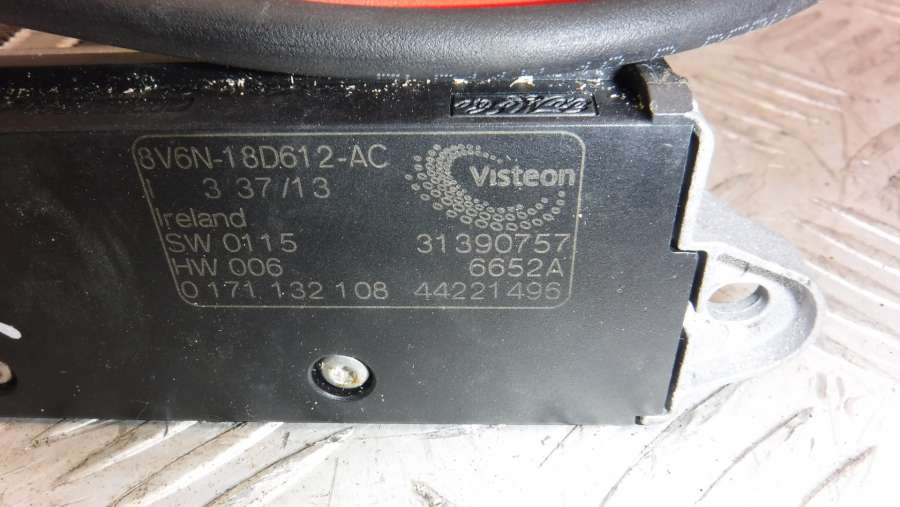 8V6N-18D612-AC
I 3 37/13
Visteon
Ireland
SW 0115 31390757
HW 006 6652A
0 171 132 108 44221496